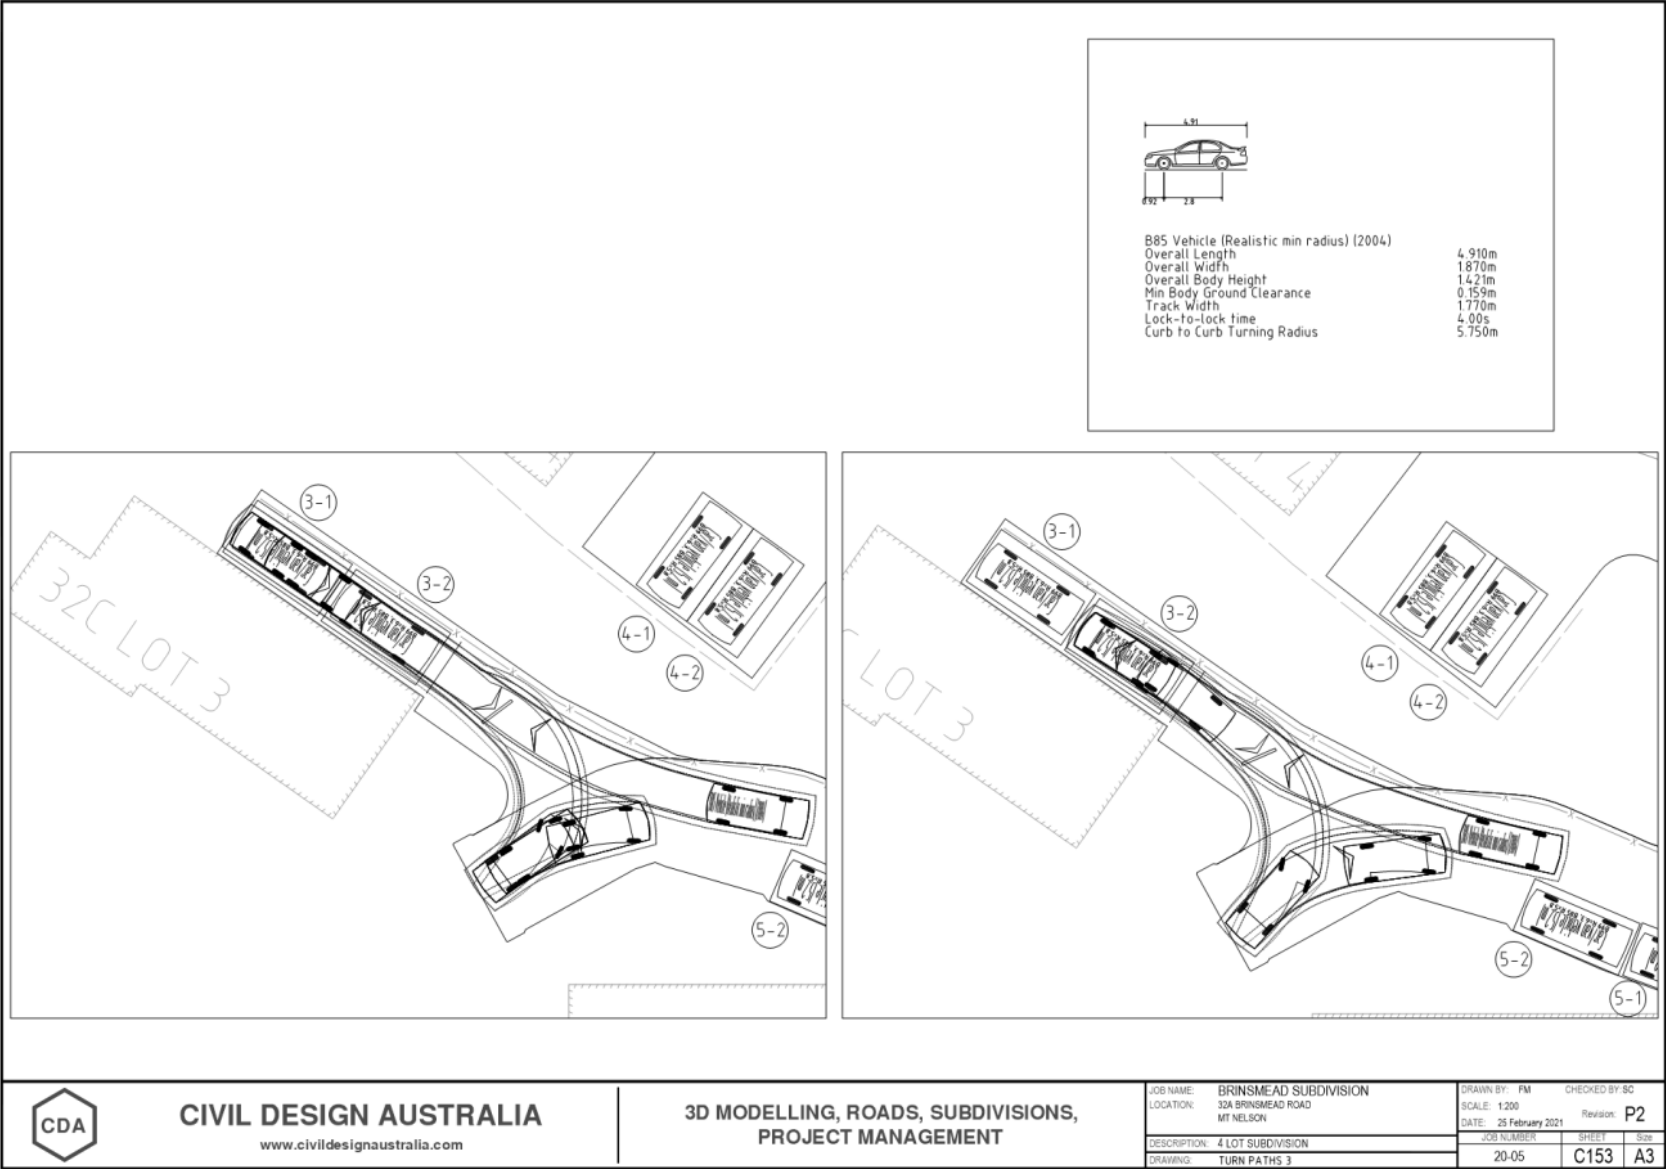 4.91
0.92 2.8
B85 Vehicle (Realistic min radius) (2004)
Overall Length 4.910m
Overall Width 1.870m
Overall Body Height 1.421m
Min Body Ground Clearance 0.159m
Track Width 1.770m
Lock-to-lock time 4.00s
Curb to Curb Turning Radius 5.750m
3-1
3-2
4-1
4-2
32C LOT 3
5-2
4
3-1
3-2
4-1
4-2
LOT 3
5-2
5-1
CDA
CIVIL DESIGN AUSTRALIA
www.civildesignaustralia.com
3D MODELLING, ROADS, SUBDIVISIONS,
PROJECT MANAGEMENT
JOB NAME: BRINSMEAD SUBDIVISION
LOCATION: 32A BRINSMEAD ROAD
MT NELSON
DESCRIPTION: 4 LOT SUBDIVISION
DRAWING: TURN PATHS 3
DRAWN BY: FM CHECKED BY: SC
SCALE: 1:200
Revision: P2
DATE: 25 February 2021
JOB NUMBER SHEET Size
20-05 C153 A3